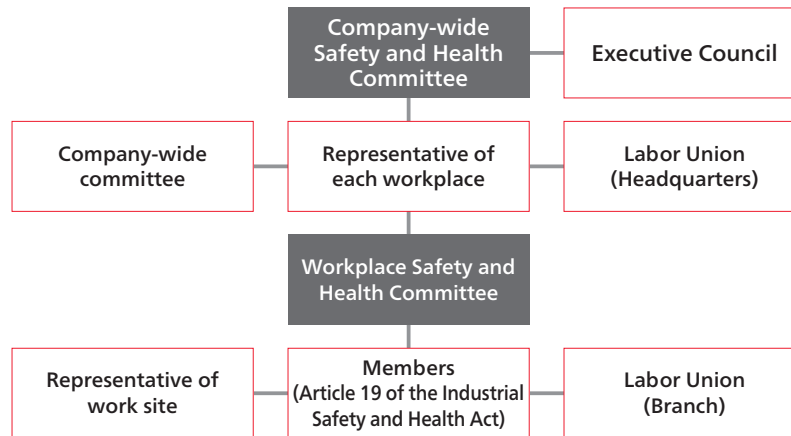 Company-wide
Safety and Health
Committee
Executive Council
Company-wide
committee
Representative of
each workplace
Labor Union
(Headquarters)
Workplace Safety and
Health Committee
Representative of
work site
Members
(Article 19 of the Industrial
Safety and Health Act)
Labor Union
(Branch)